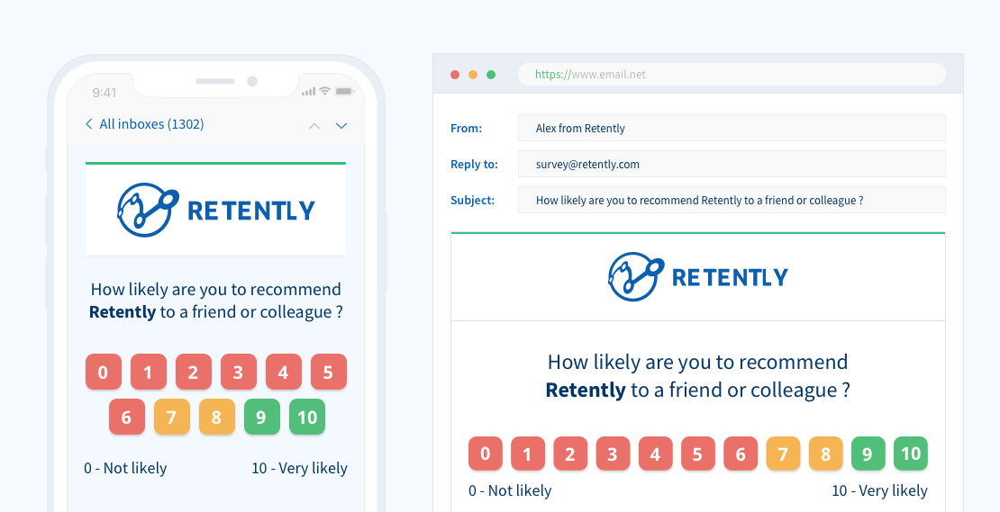 9:41
All inboxes (1302)
RETENTLY
How likely are you to recommend
Retently to a friend or colleague ?
0 1 2 3 4 5
6 7 8 9 10
0 - Not likely 10 - Very likely
https://www.email.net
From: Alex from Retently
Reply to: survey@retently.com
Subject: How likely are you to recommend Retently to a friend or colleague ?
RETENTLY
How likely are you to recommend
Retently to a friend or colleague ?
0 1 2 3 4 5 6 7 8 9 10
0 - Not likely 10 - Very likely